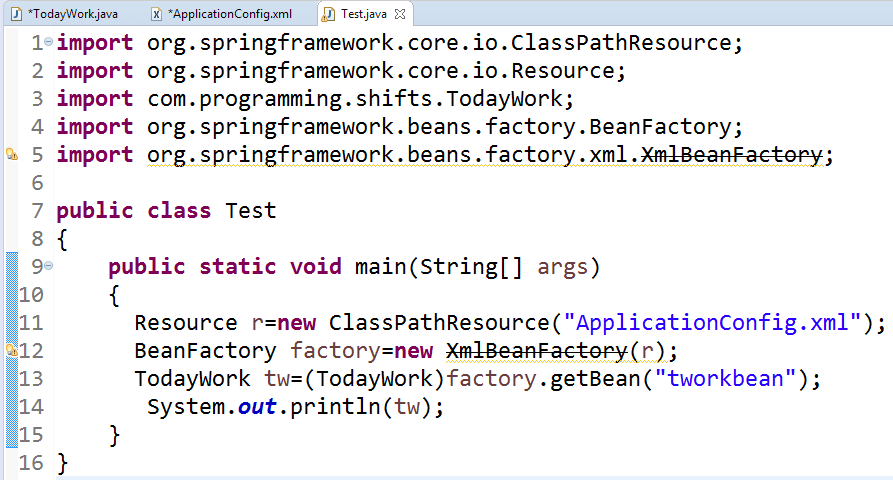 *TodayWork.java *ApplicationConfig.xml Test.java
1 import org.springframework.core.io.ClassPathResource;
2 import org.springframework.core.io.Resource;
3 import com.programming.shifts.TodayWork;
4 import org.springframework.beans.factory.BeanFactory;
5 import org.springframework.beans.factory.xml.XmlBeanFactory;
6
7 public class Test
8 {
9     public static void main(String[] args)
10     {
11       Resource r=new ClassPathResource("ApplicationConfig.xml");
12       BeanFactory factory=new XmlBeanFactory(r);
13       TodayWork tw=(TodayWork)factory.getBean("tworkbean");
14        System.out.println(tw);
15     }
16 }